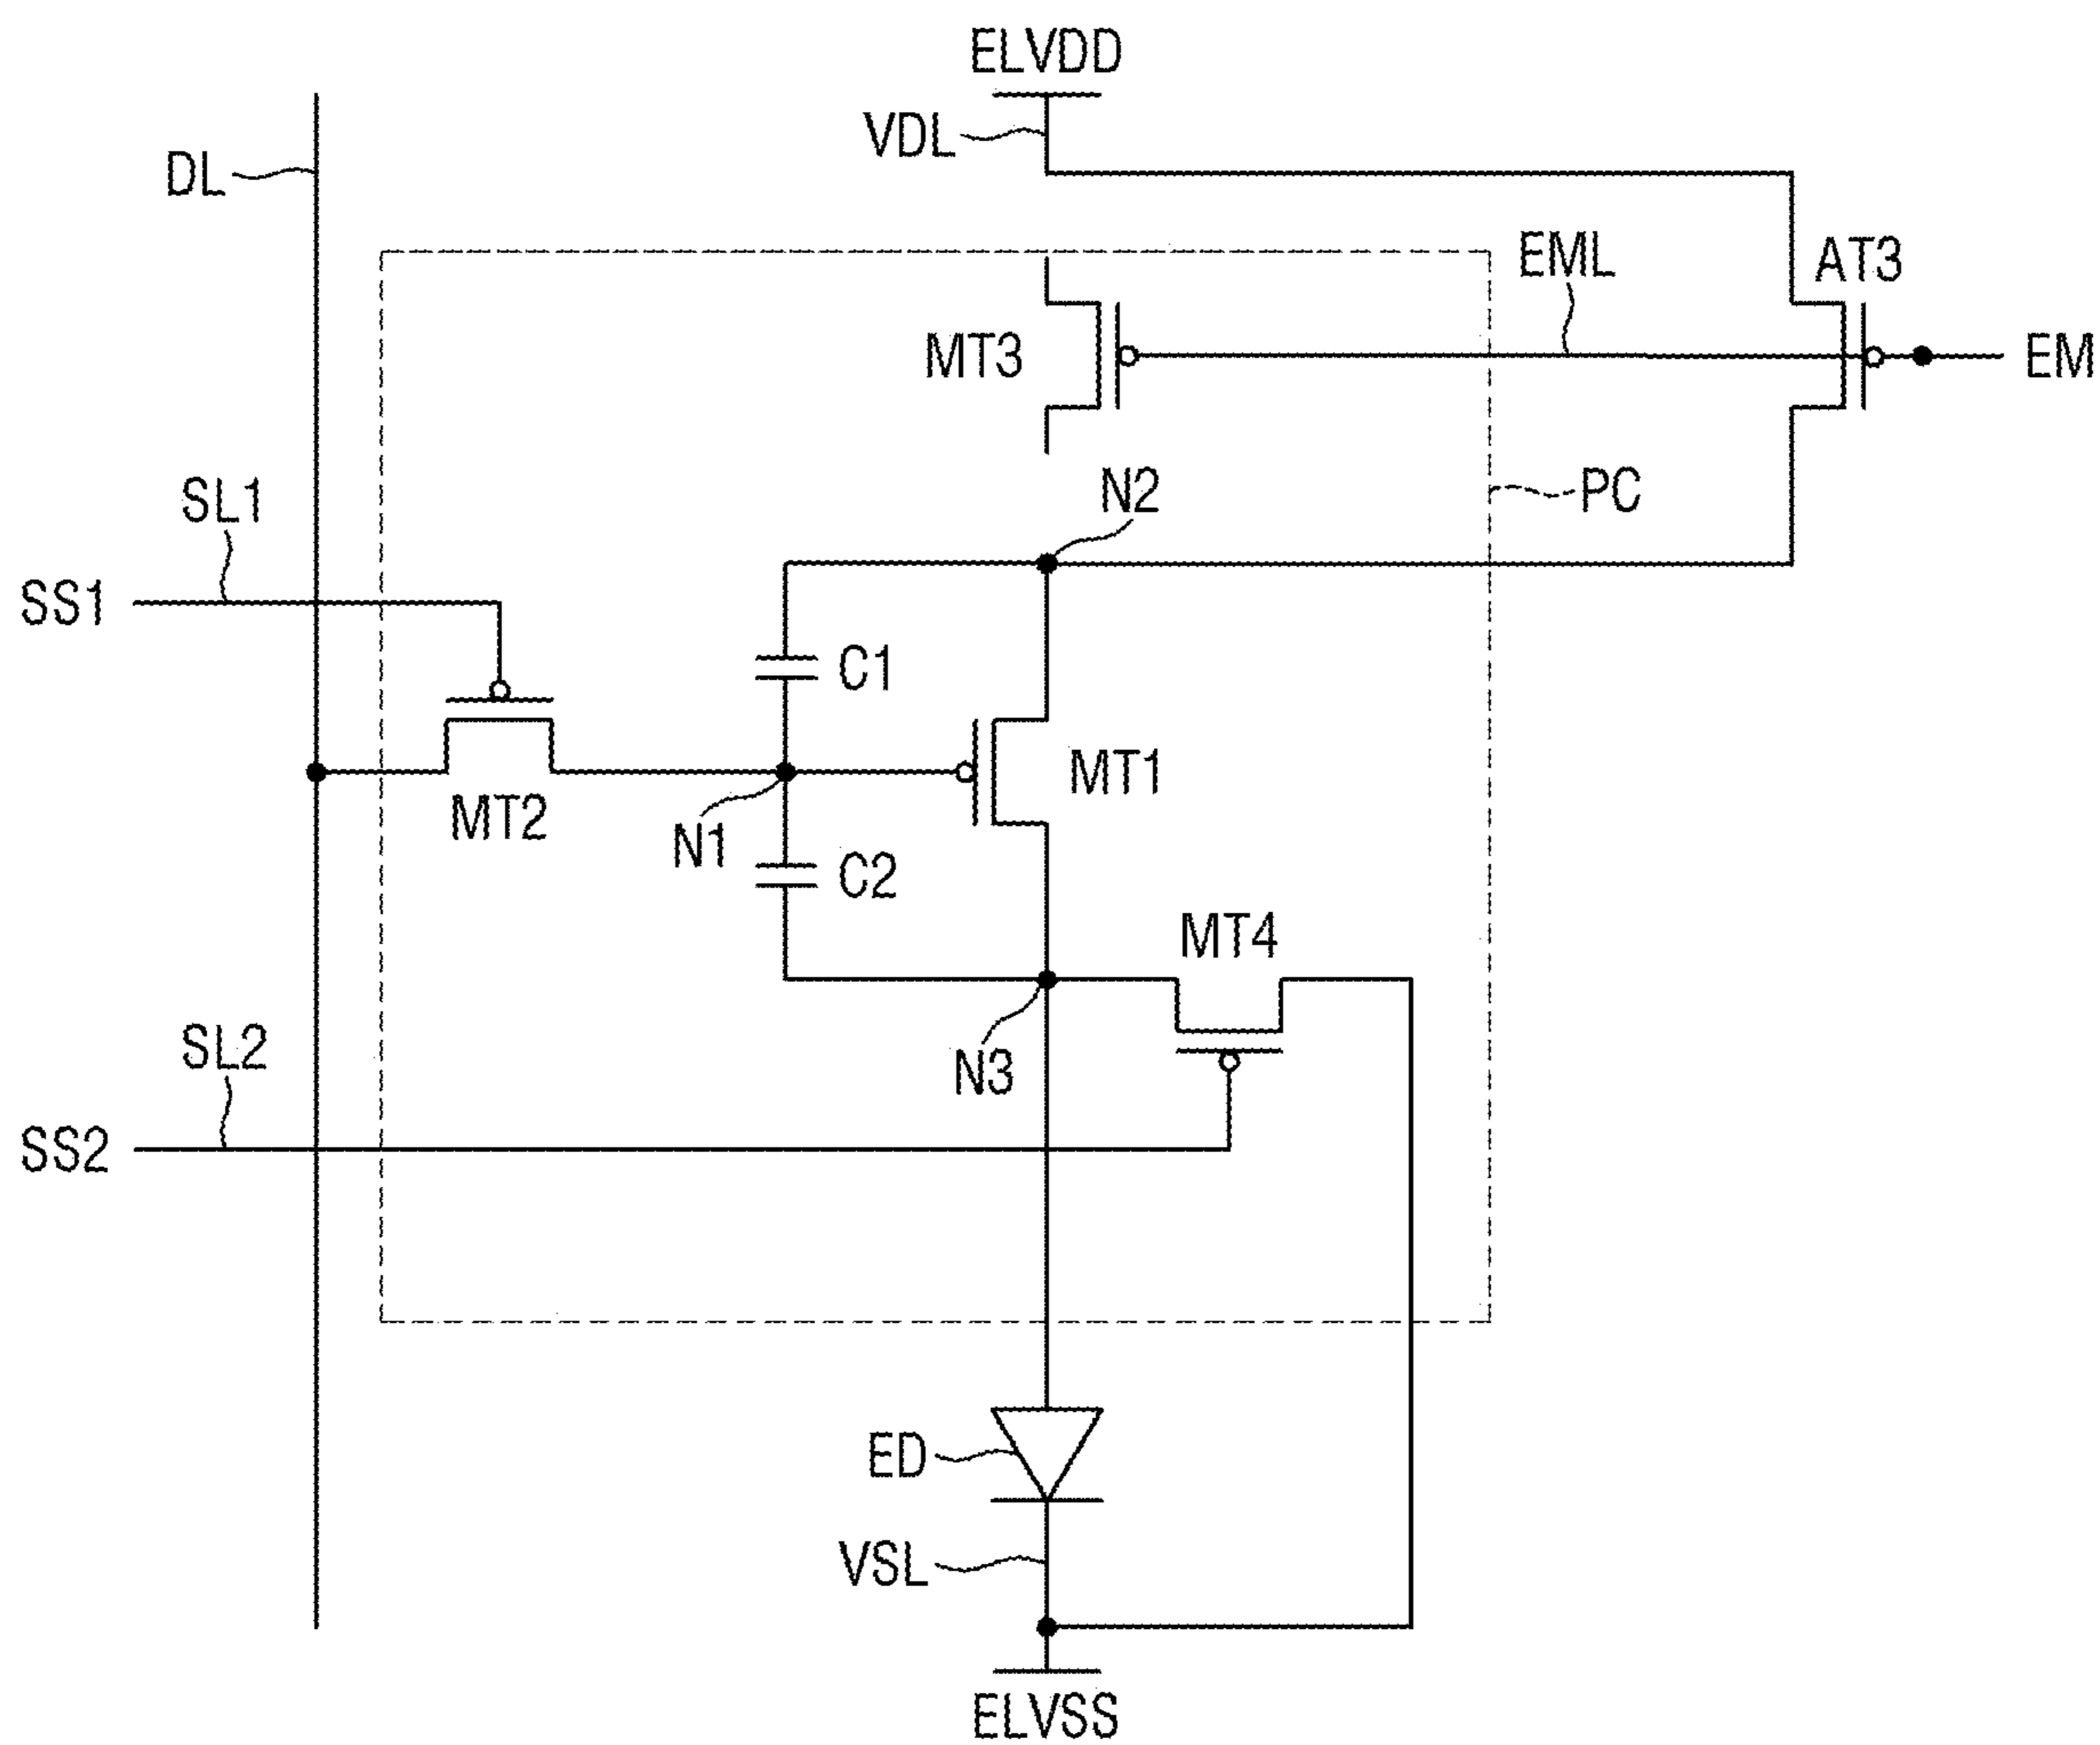 ELVDD
VDL
DL
EML
AT3
MT3
EM
N2
PC
SL1
SS1
C1
MT1
MT2
N1
C2
MT4
SL2
N3
SS2
ED
VSL
ELVSS